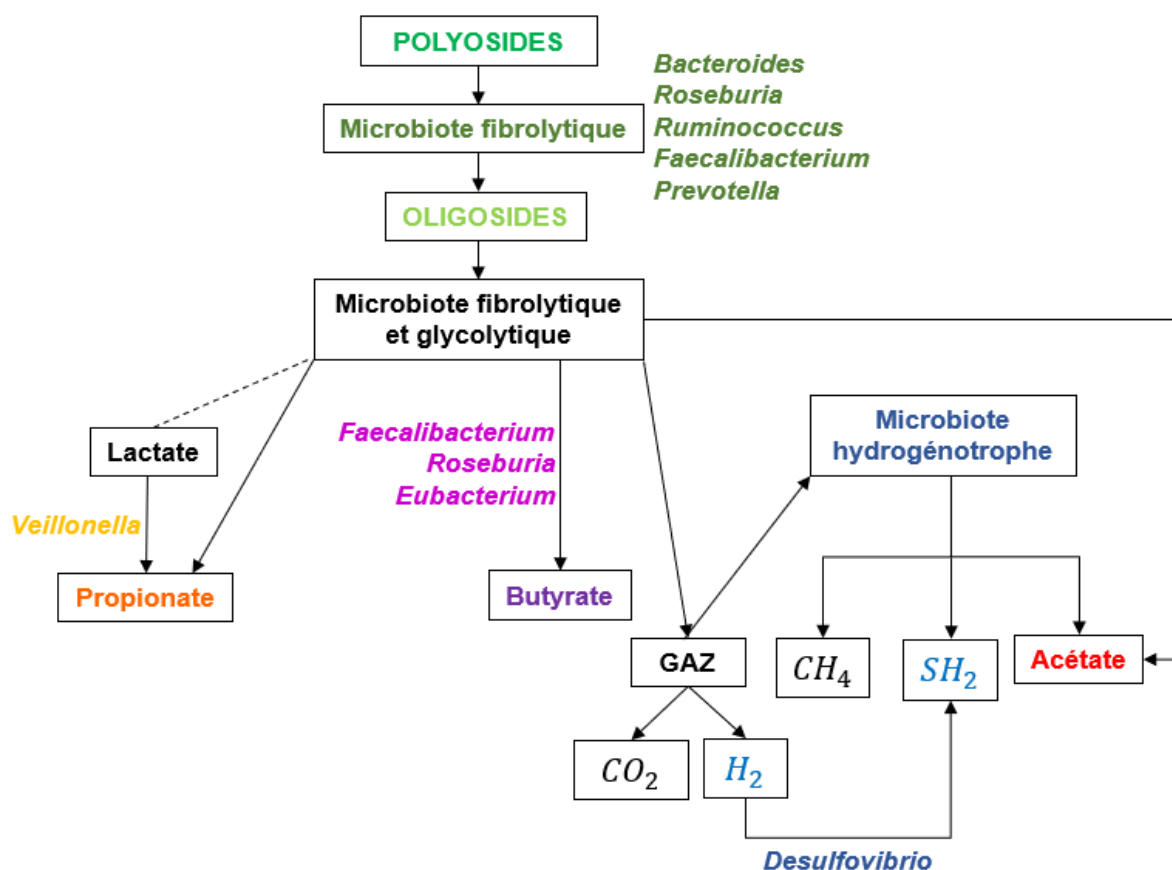 POLYOSIDES
Bacteroides
Roseburia
Ruminococcus
Faecalibacterium
Prevotella
Microbiote fibrolytique
OLIGOSIDES
Microbiote fibrolytique
et glycolytique
Lactate
Veillonella
Propionate
Faecalibacterium
Roseburia
Eubacterium
Butyrate
Microbiote
hydrogénotrophe
GAZ
CH₄
SH₂
Acétate
CO₂
H₂
Desulfovibrio